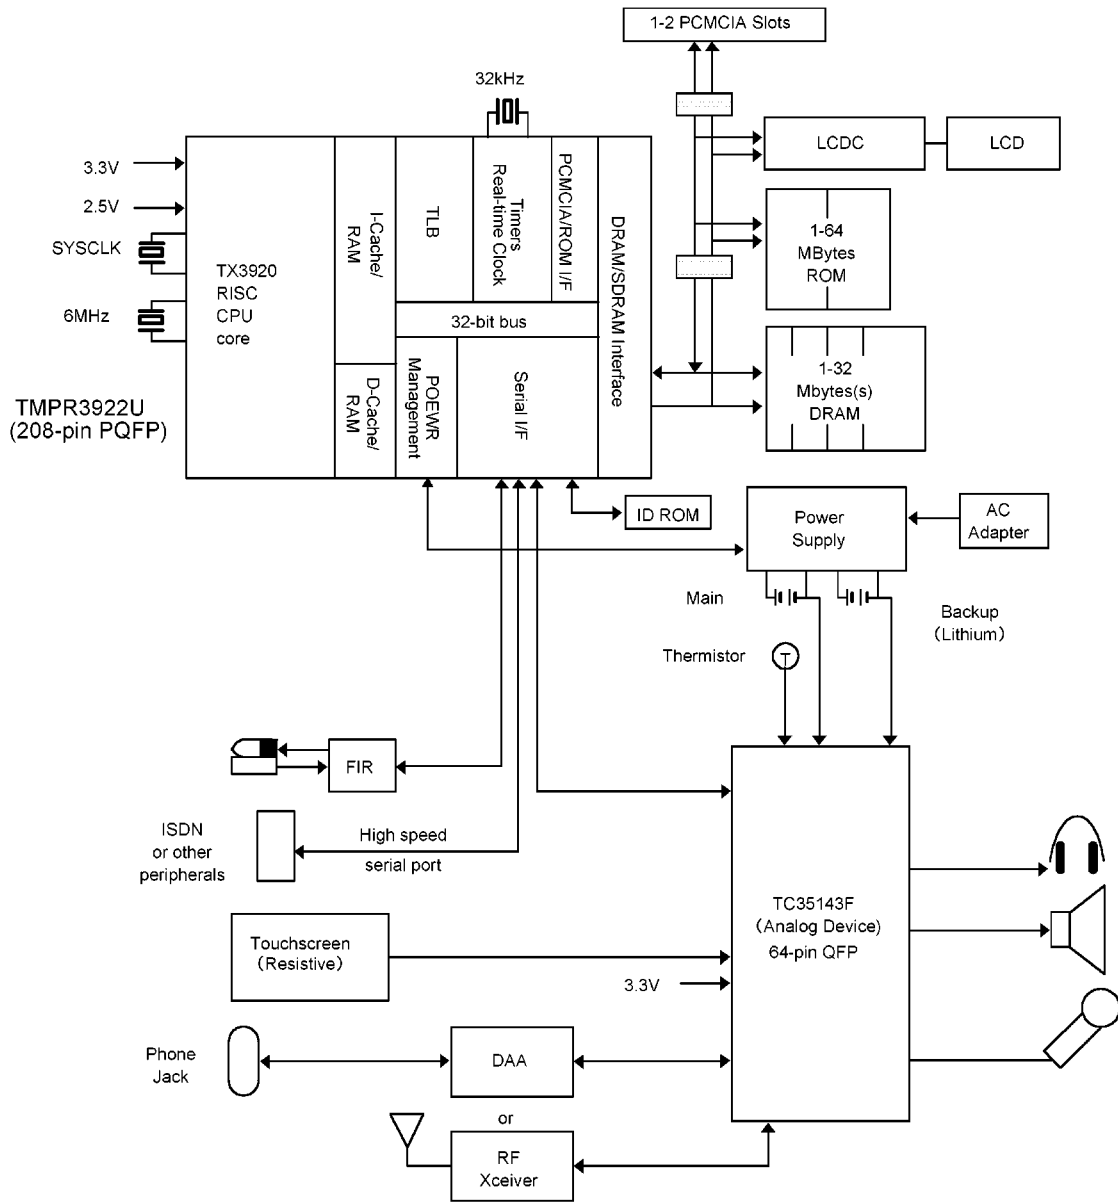 1-2 PCMCIA Slots
32kHz
3.3V
2.5V
SYSCLK
6MHz
TMPR3922U
(208-pin PQFP)
TX3920
RISC
CPU
core
I-Cache/
RAM
D-Cache/
RAM
TLB
Timers
Real-time Clock
PCMCIA/ROM I/F
32-bit bus
POEWR
Management
Serial I/F
DRAM/SDRAM Interface
LCDC
LCD
1-64
MBytes
ROM
1-32
Mbytes(s)
DRAM
ID ROM
Power
Supply
AC
Adapter
Main
Backup
(Lithium)
Thermistor
T
FIR
ISDN
or other
peripherals
High speed
serial port
TC35143F
(Analog Device)
64-pin QFP
Touchscreen
(Resistive)
3.3V
Phone
Jack
DAA
or
RF
Xceiver